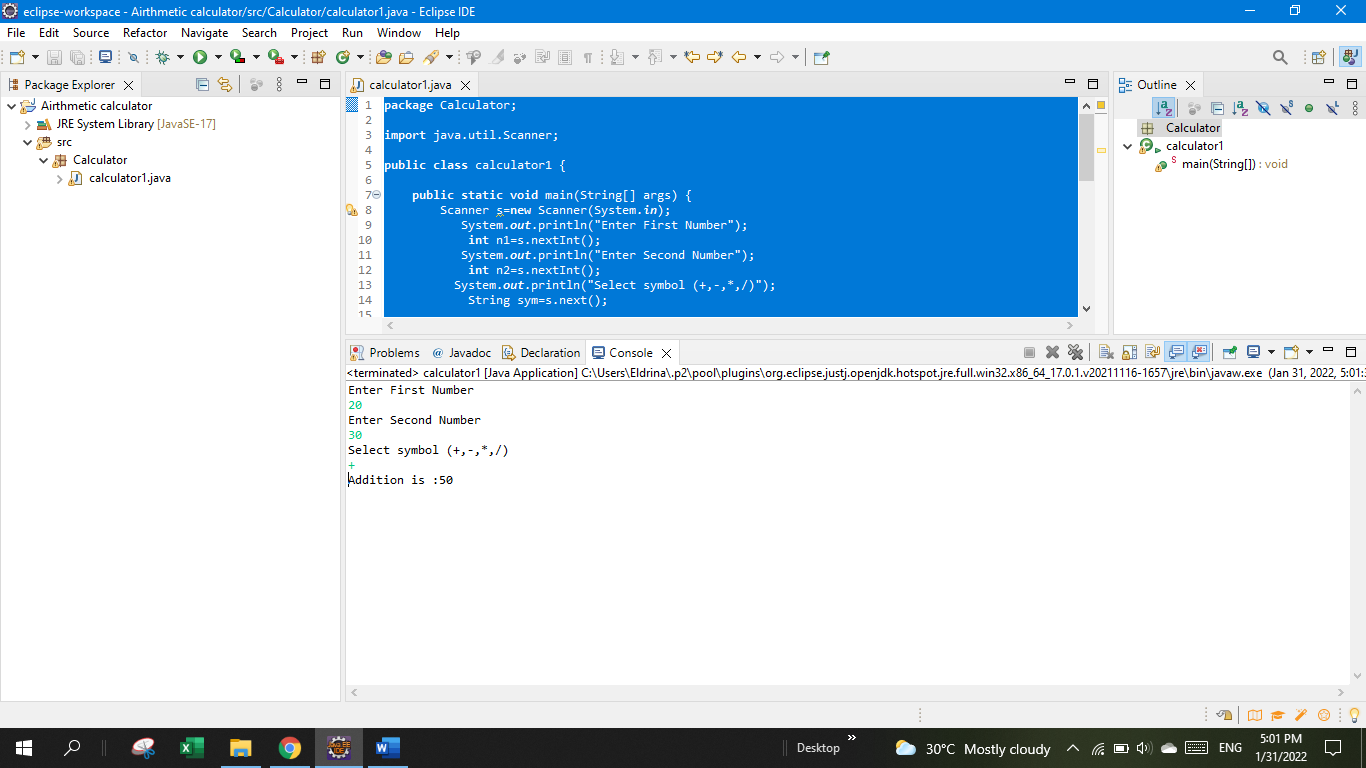 eclipse-workspace - Airthmetic calculator/src/Calculator/calculator1.java - Eclipse IDE
File Edit Source Refactor Navigate Search Project Run Window Help
Package Explorer
Airthmetic calculator
JRE System Library [JavaSE-17]
src
Calculator
calculator1.java
calculator1.java
1 package Calculator;
2
3 import java.util.Scanner;
4
5 public class calculator1 {
6
7 public static void main(String[] args) {
8 Scanner s=new Scanner(System.in);
9 System.out.println("Enter First Number");
10 int n1=s.nextInt();
11 System.out.println("Enter Second Number");
12 int n2=s.nextInt();
13 System.out.println("Select symbol (+,-,*,/)");
14 String sym=s.next();
15
Outline
Calculator
calculator1
main(String[]) : void
Problems @ Javadoc Declaration Console
<terminated> calculator1 [Java Application] C:\Users\Eldrina\.p2\pool\plugins\org.eclipse.justj.openjdk.hotspot.jre.full.win32.x86_64_17.0.1.v20211116-1657\jre\bin\javaw.exe (Jan 31, 2022, 5:01:
Enter First Number
20
Enter Second Number
30
Select symbol (+,-,*,/)
+
Addition is :50
Desktop
30°C Mostly cloudy
ENG
5:01 PM
1/31/2022